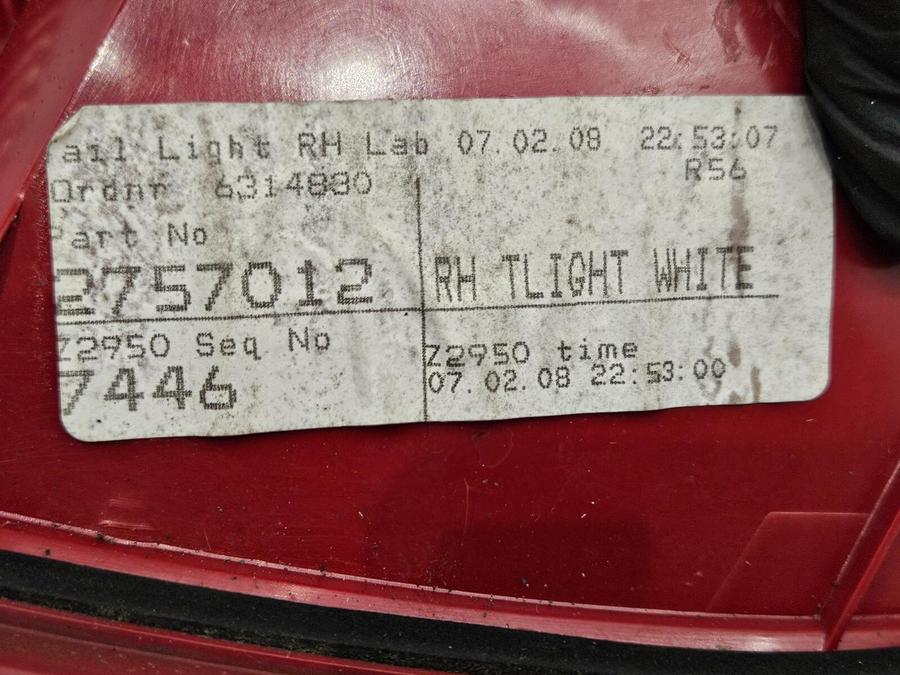 ail Light RH Lab 07.02.08 22:53:07
R56
Ordnr 6314880
Part No
2757012 RH TLIGHT WHITE
Z2950 Seq No
7446
Z2950 time
07.02.08 22:53:00